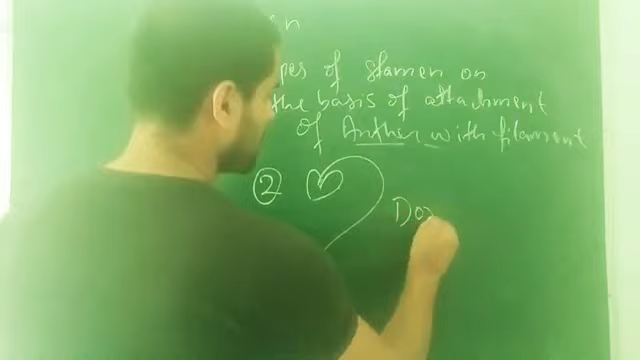 n
pes of stamen on
the basis of attachment
of Anther with filament
②
Do